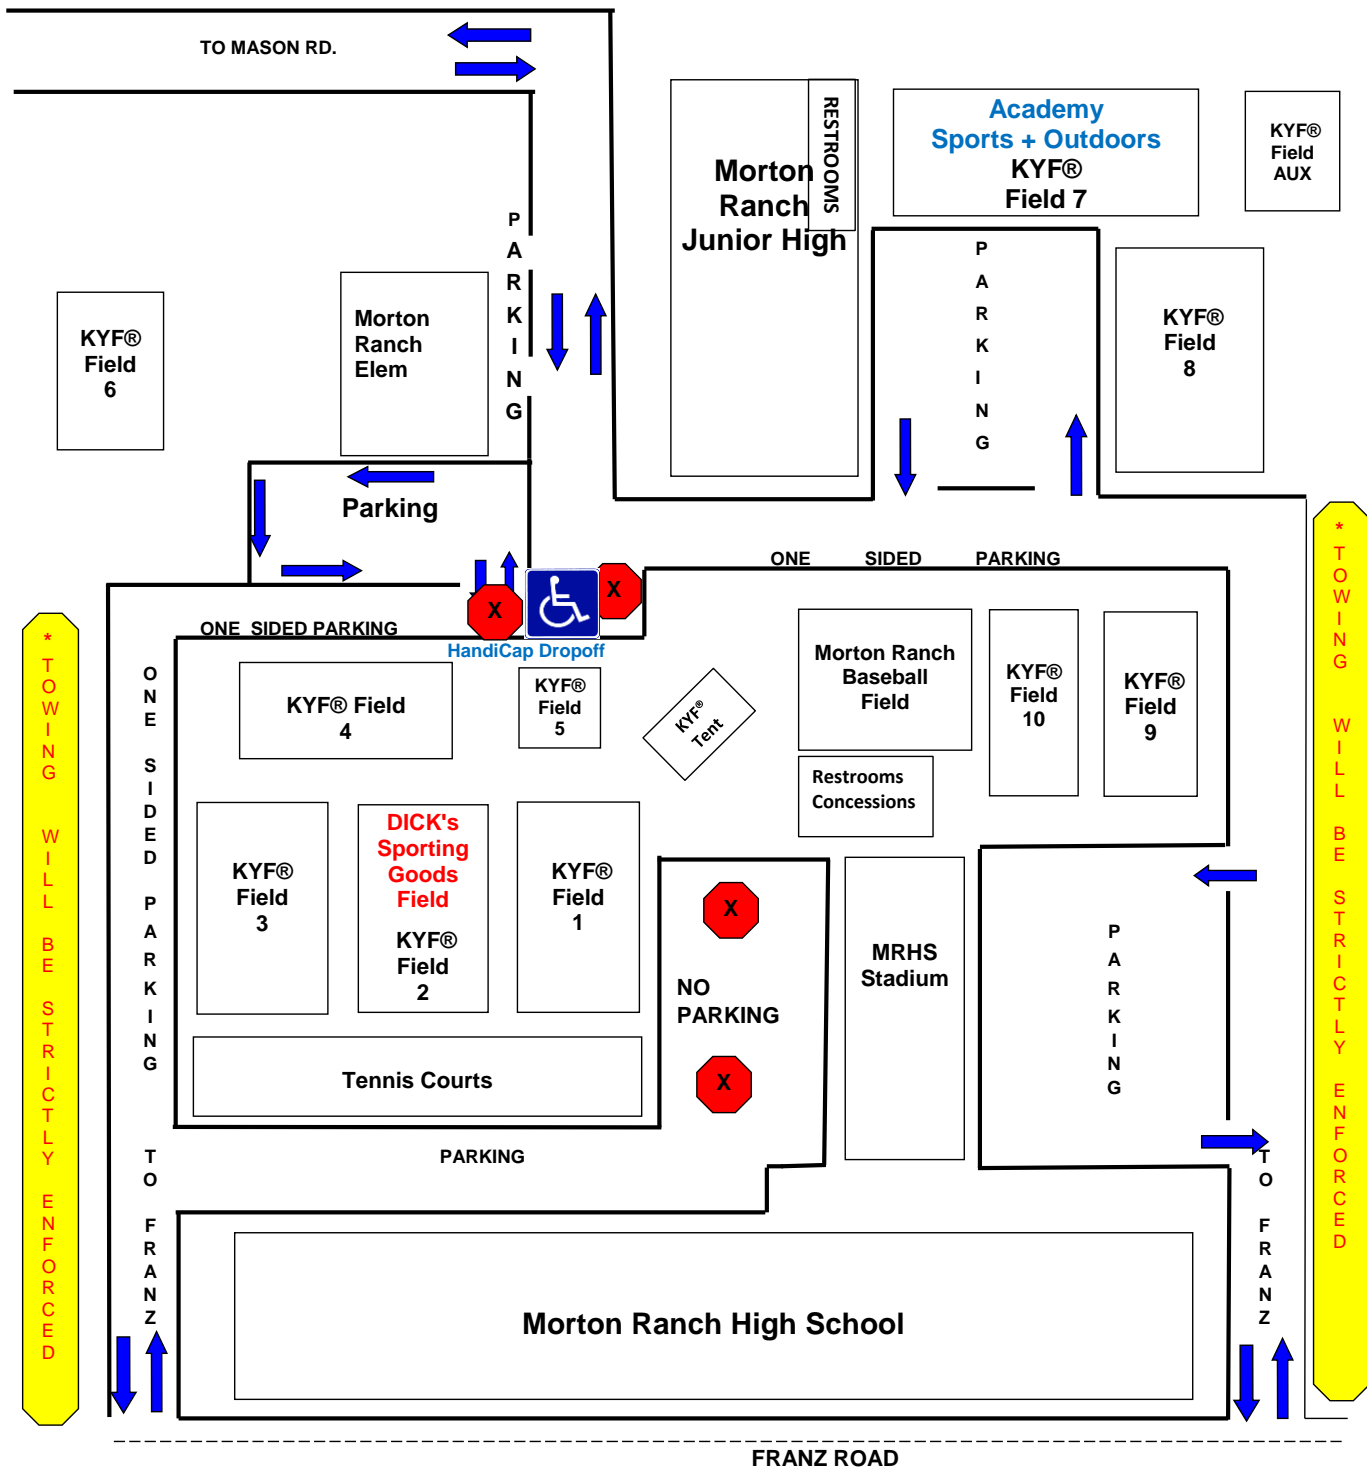 TO MASON RD.
RESTROOMS
Academy
Sports + Outdoors
KYF®
Field 7
KYF®
Field
AUX
Morton
Ranch
Junior High
PARKING
PARKING
KYF®
Field
6
Morton
Ranch
Elem
KYF®
Field
8
Parking
* TOWING WILL BE STRICTLY ENFORCED
ONE SIDED PARKING
X
X
HandiCap Dropoff
ONE SIDED PARKING
* TOWING WILL BE STRICTLY ENFORCED
ONE SIDED PARKING
KYF® Field
4
KYF®
Field
5
KYF®
Tent
Morton Ranch
Baseball
Field
KYF®
Field
10
KYF®
Field
9
Restrooms
Concessions
KYF®
Field
3
DICK's
Sporting
Goods
Field
KYF®
Field
2
KYF®
Field
1
X
NO
PARKING
X
MRHS
Stadium
PARKING
Tennis Courts
PARKING
TO FRANZ
TO FRANZ
Morton Ranch High School
FRANZ ROAD